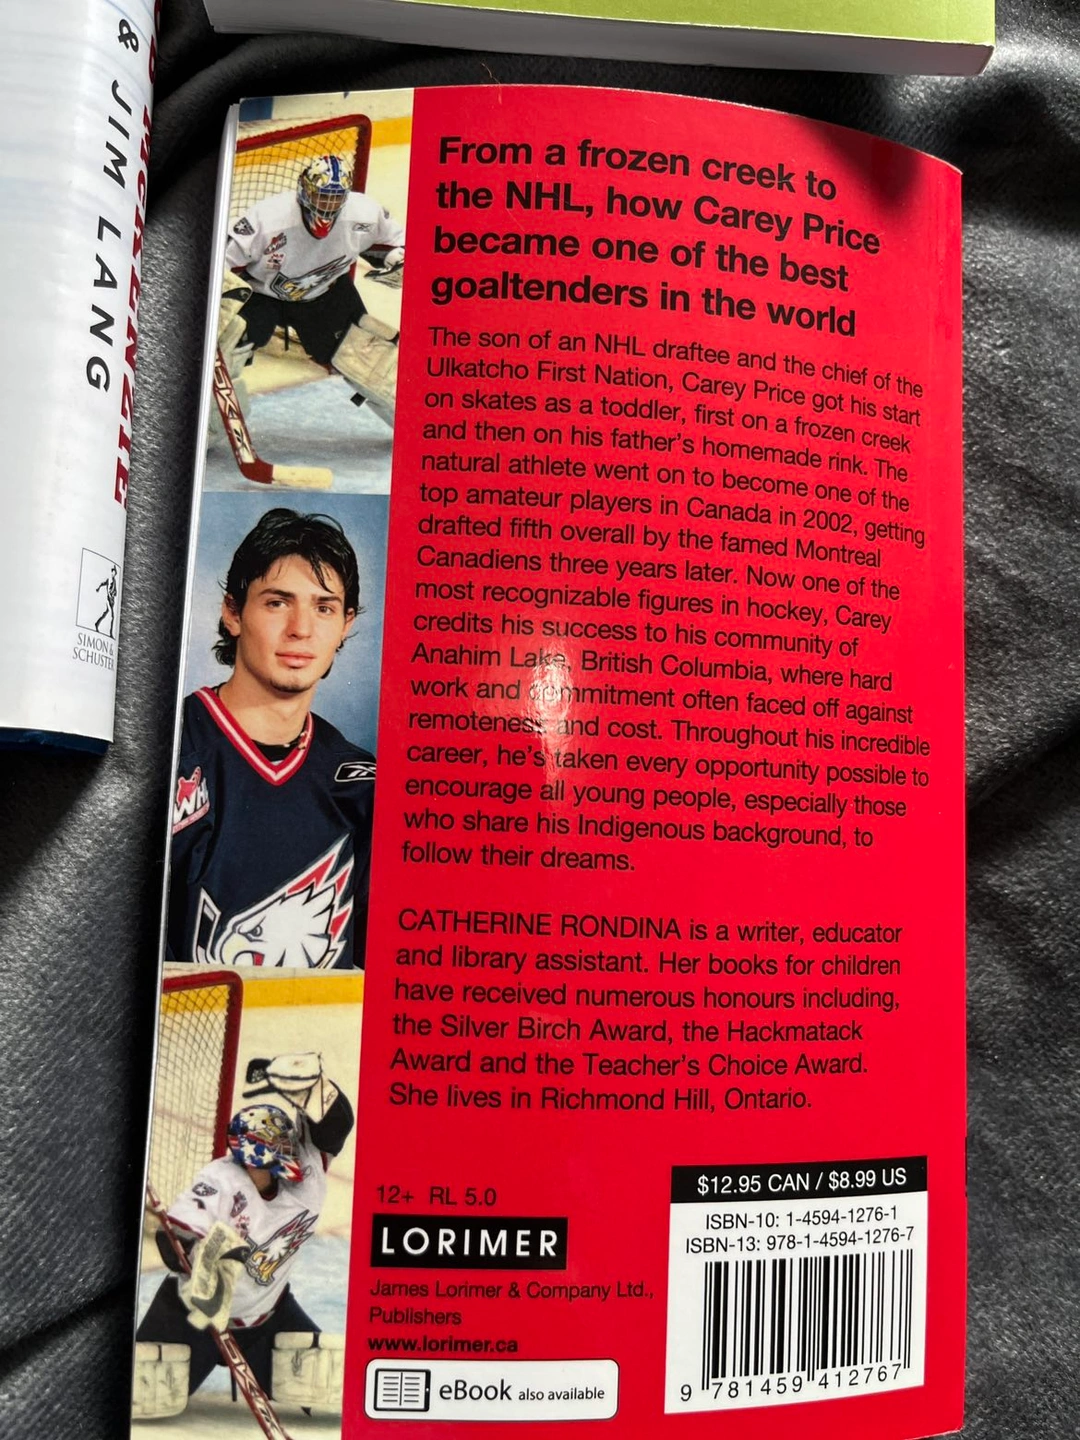 & JIM LANG
McKENZIE
SIMON &
SCHUSTER
From a frozen creek to
the NHL, how Carey Price
became one of the best
goaltenders in the world
The son of an NHL draftee and the chief of the
Ulkatcho First Nation, Carey Price got his start
on skates as a toddler, first on a frozen creek
and then on his father's homemade rink. The
natural athlete went on to become one of the
top amateur players in Canada in 2002, getting
drafted fifth overall by the famed Montreal
Canadiens three years later. Now one of the
most recognizable figures in hockey, Carey
credits his success to his community of
Anahim Lake, British Columbia, where hard
work and commitment often faced off against
remoteness and cost. Throughout his incredible
career, he's taken every opportunity possible to
encourage all young people, especially those
who share his Indigenous background, to
follow their dreams.
CATHERINE RONDINA is a writer, educator
and library assistant. Her books for children
have received numerous honours including,
the Silver Birch Award, the Hackmatack
Award and the Teacher's Choice Award.
She lives in Richmond Hill, Ontario.
12+ RL 5.0
LORIMER
James Lorimer & Company Ltd.,
Publishers
www.lorimer.ca
eBook also available
$12.95 CAN / $8.99 US
ISBN-10: 1-4594-1276-1
ISBN-13: 978-1-4594-1276-7
9 781459 412767